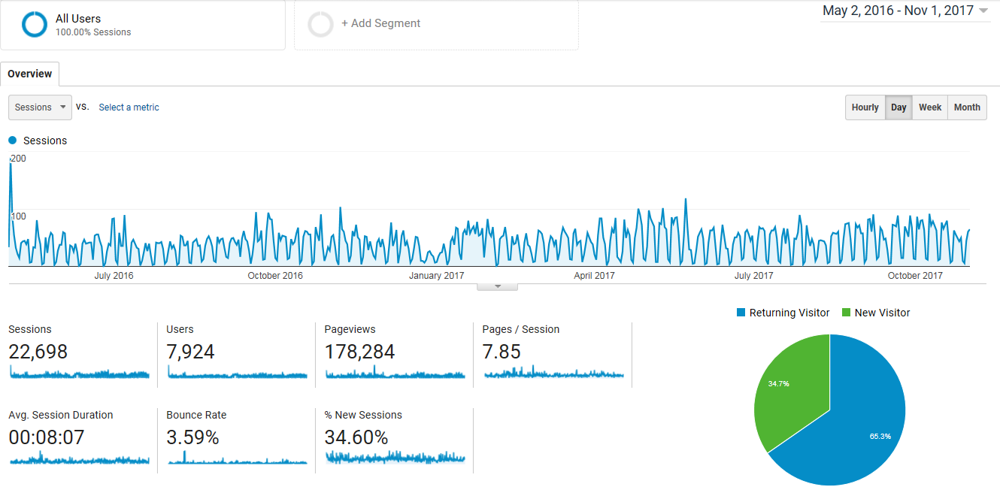 All Users
100.00% Sessions
+ Add Segment
May 2, 2016 - Nov 1, 2017
Overview
Sessions vs. Select a metric
Hourly Day Week Month
Sessions
200
100
July 2016 October 2016 January 2017 April 2017 July 2017 October 2017
Returning Visitor New Visitor
Sessions Users Pageviews Pages / Session
22,698 7,924 178,284 7.85
34.7%
65.3%
Avg. Session Duration Bounce Rate % New Sessions
00:08:07 3.59% 34.60%